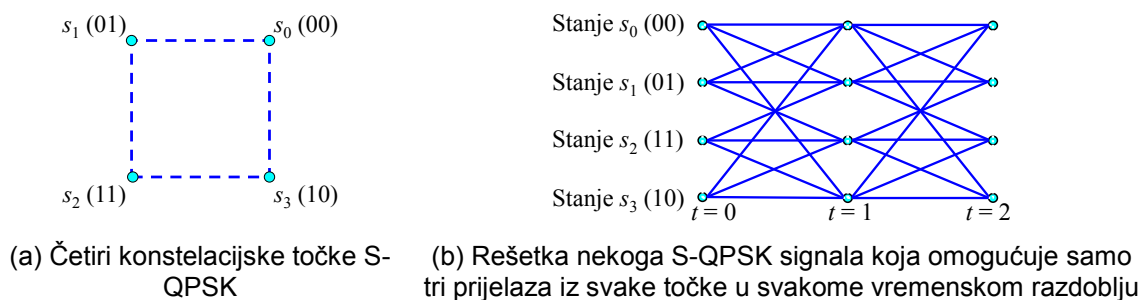 s₁ (01)
s₀ (00)
s₂ (11)
s₃ (10)
Stanje s₀ (00)
Stanje s₁ (01)
Stanje s₂ (11)
Stanje s₃ (10)
t = 0
t = 1
t = 2
(a) Četiri konstelacijske točke S-
QPSK
(b) Rešetka nekoga S-QPSK signala koja omogućuje samo
tri prijelaza iz svake točke u svakome vremenskom razdoblju